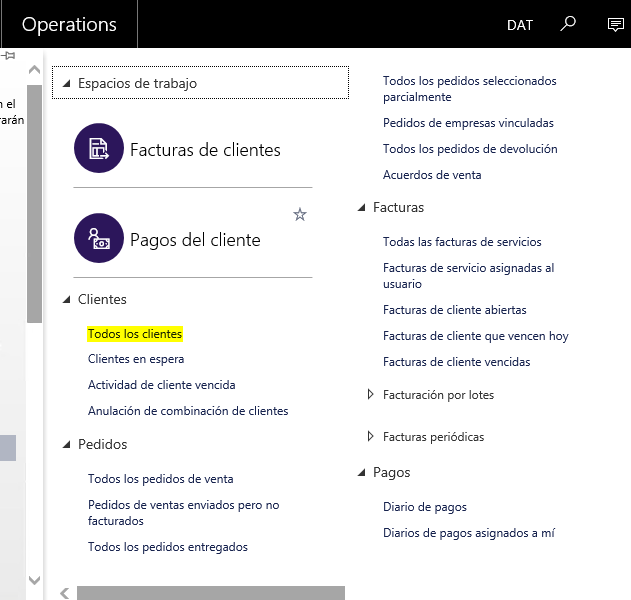 Operations
DAT
n el
rarán
Espacios de trabajo
Facturas de clientes
Pagos del cliente
Clientes
Todos los clientes
Clientes en espera
Actividad de cliente vencida
Anulación de combinación de clientes
Pedidos
Todos los pedidos de venta
Pedidos de ventas enviados pero no
facturados
Todos los pedidos entregados
Todos los pedidos seleccionados
parcialmente
Pedidos de empresas vinculadas
Todos los pedidos de devolución
Acuerdos de venta
Facturas
Todas las facturas de servicios
Facturas de servicio asignadas al
usuario
Facturas de cliente abiertas
Facturas de cliente que vencen hoy
Facturas de cliente vencidas
Facturación por lotes
Facturas periódicas
Pagos
Diario de pagos
Diarios de pagos asignados a mí